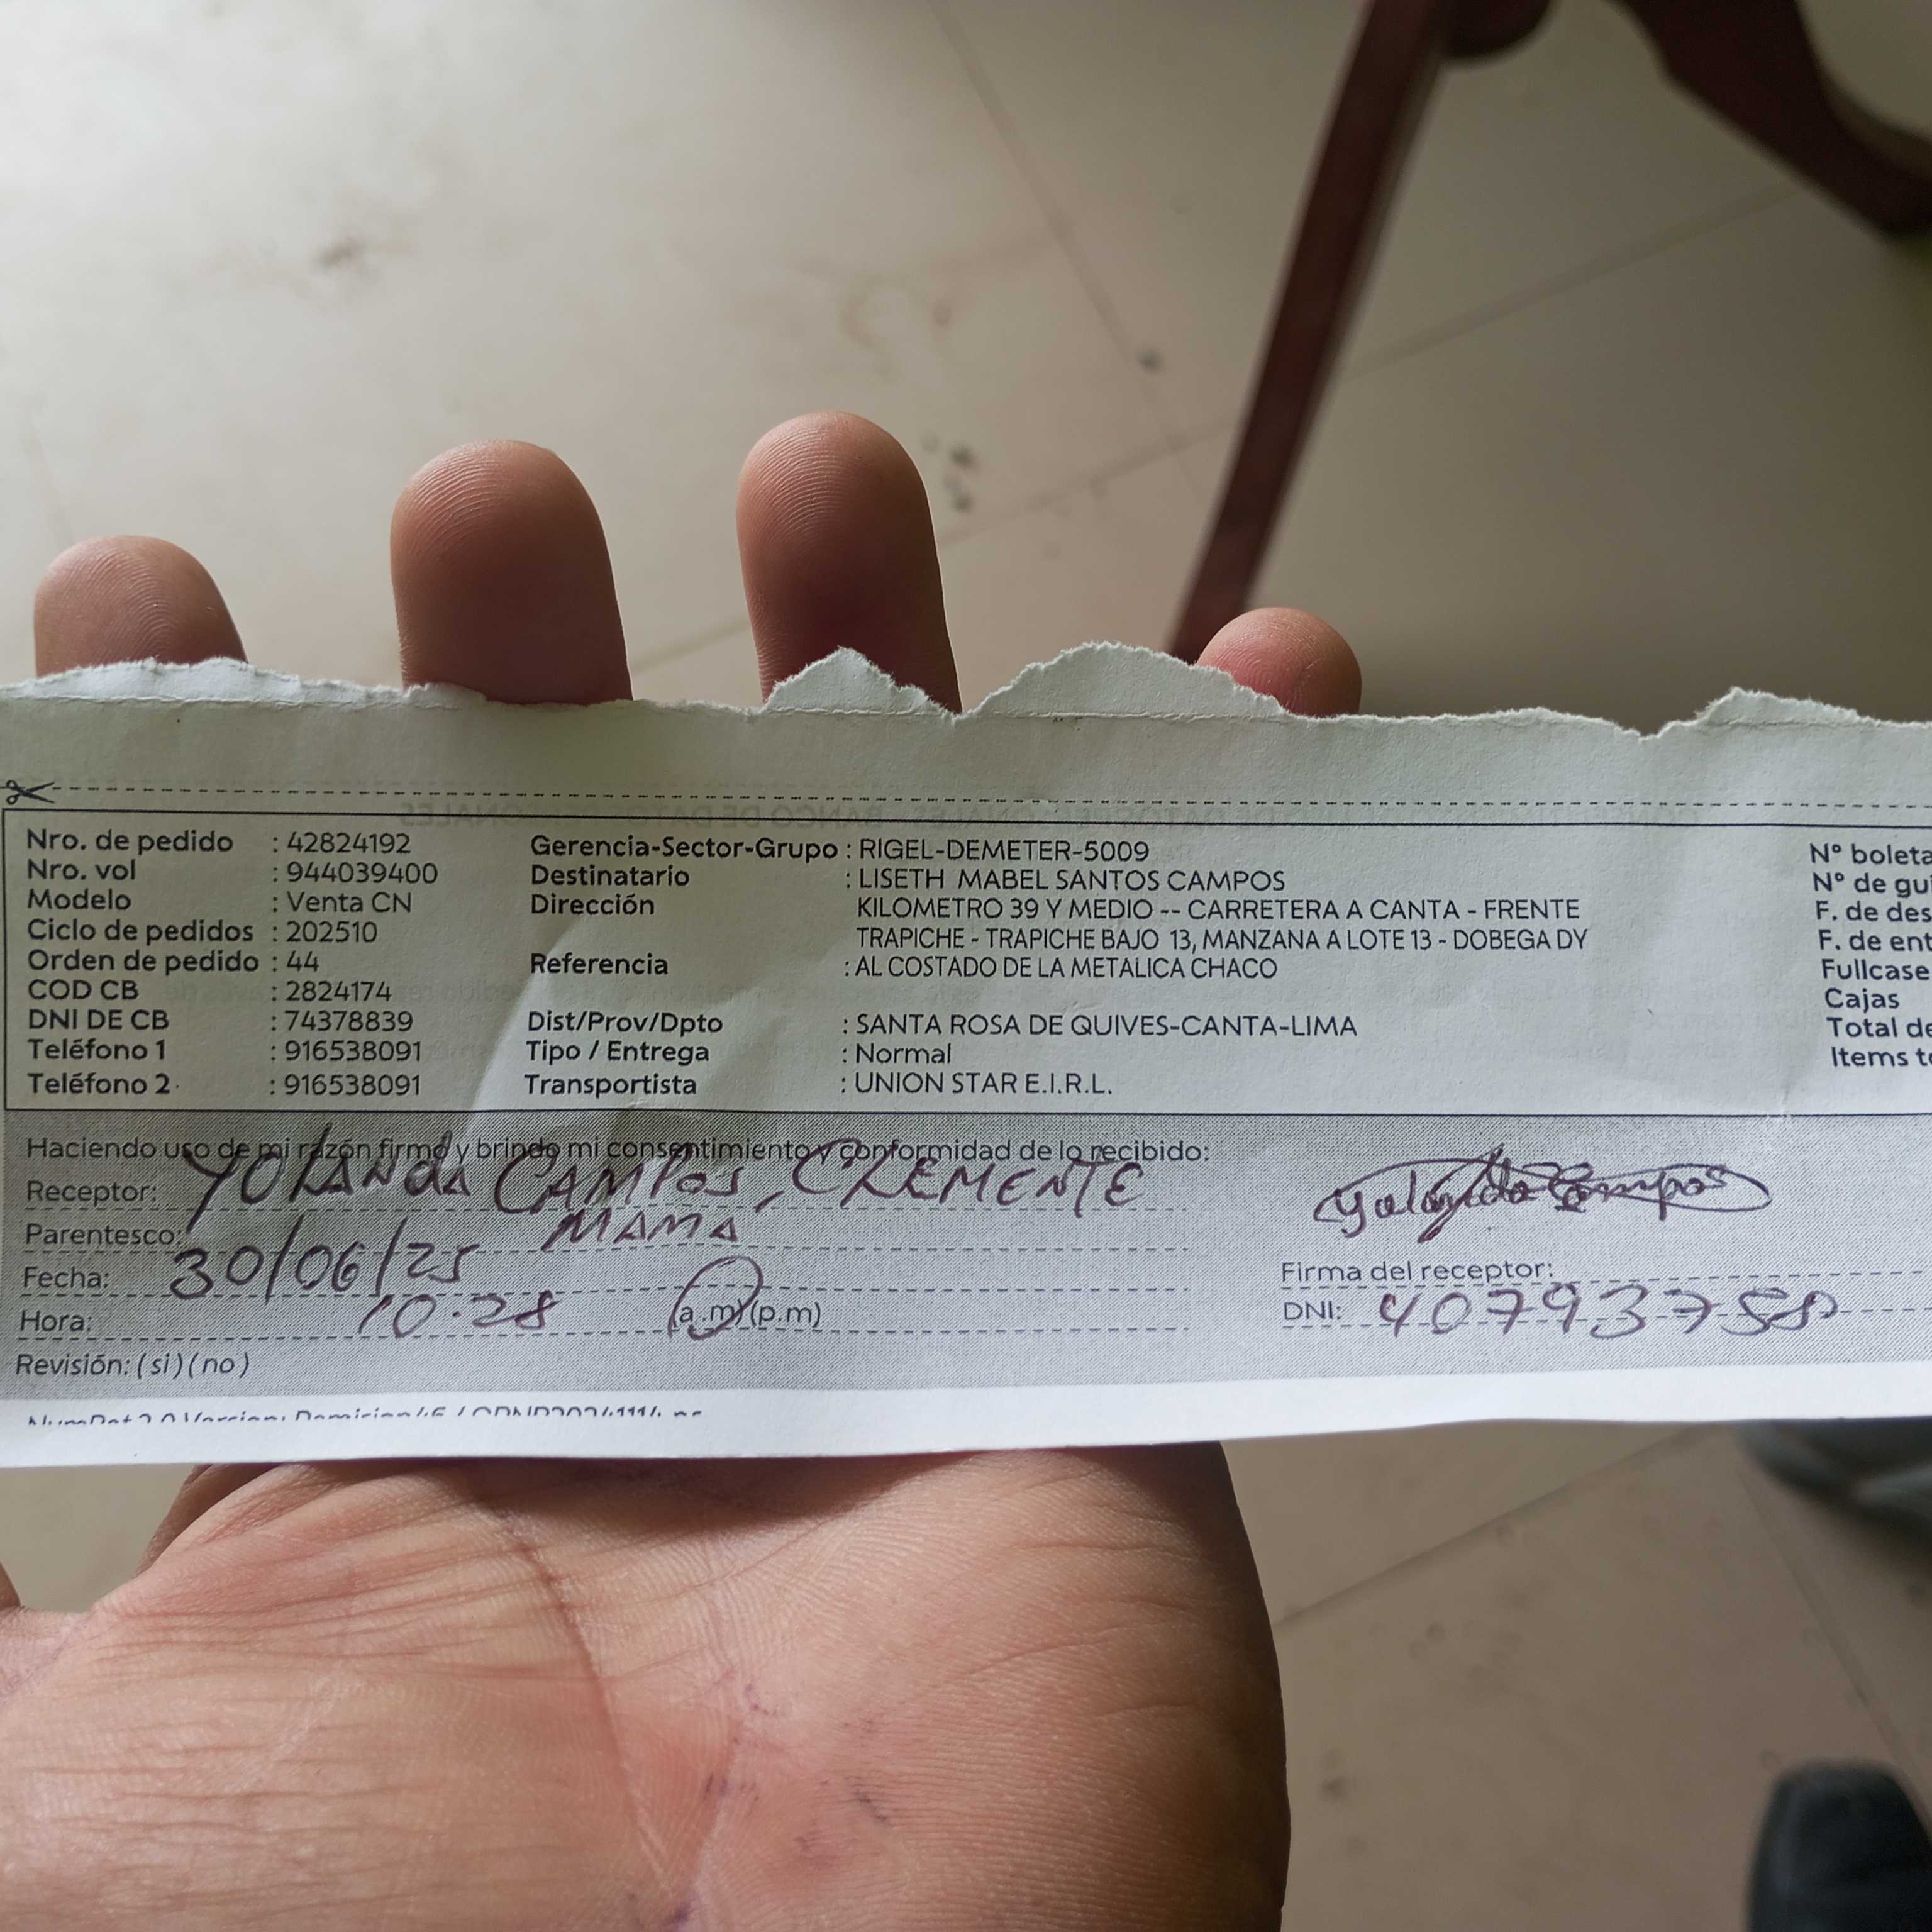 Nro. de pedido : 42824192
Nro. vol : 944039400
Modelo : Venta CN
Ciclo de pedidos : 202510
Orden de pedido : 44
COD CB : 2824174
DNI DE CB : 74378839
Teléfono 1 : 916538091
Teléfono 2 : 916538091
Gerencia-Sector-Grupo : RIGEL-DEMETER-5009
Destinatario : LISETH MABEL SANTOS CAMPOS
Dirección KILOMETRO 39 Y MEDIO -- CARRETERA A CANTA - FRENTE
TRAPICHE - TRAPICHE BAJO 13, MANZANA A LOTE 13 - DOBEGA DY
Referencia : AL COSTADO DE LA METALICA CHACO
Dist/Prov/Dpto : SANTA ROSA DE QUIVES-CANTA-LIMA
Tipo / Entrega : Normal
Transportista : UNION STAR E.I.R.L.
N° boleta
N° de gui
F. de des
F. de ent
Fullcase
Cajas
Total de
Items to
Haciendo uso de mi razón firmo y brindo mi consentimiento y conformidad de lo recibido:
Receptor: YOLANDA CAMPOS, CLEMENTE
Parentesco: MAMA
Fecha: 30/06/25
Hora: 10.28 (a.m)(p.m)
Revisión: (si)(no)
Yolanda Campos
Firma del receptor:
DNI: 40793758